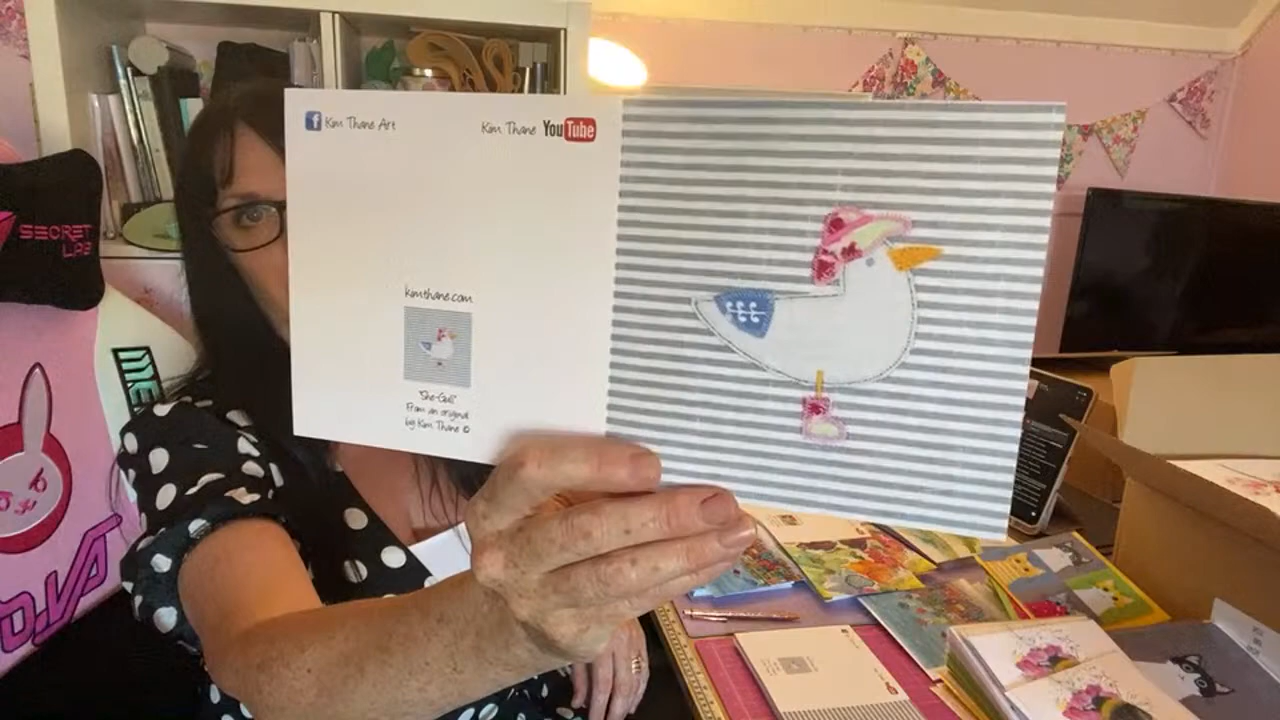 Kim Thane Art
Kim Thane YouTube
kimthane.com
"She-Gull"
From an original
by Kim Thane ©
SECRET
LAB
D.VA